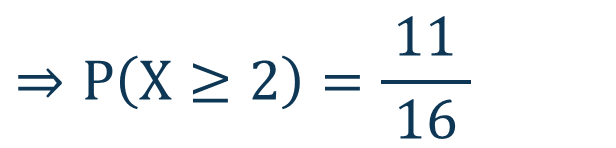 ⇒ P(X ≥ 2) = 11/16